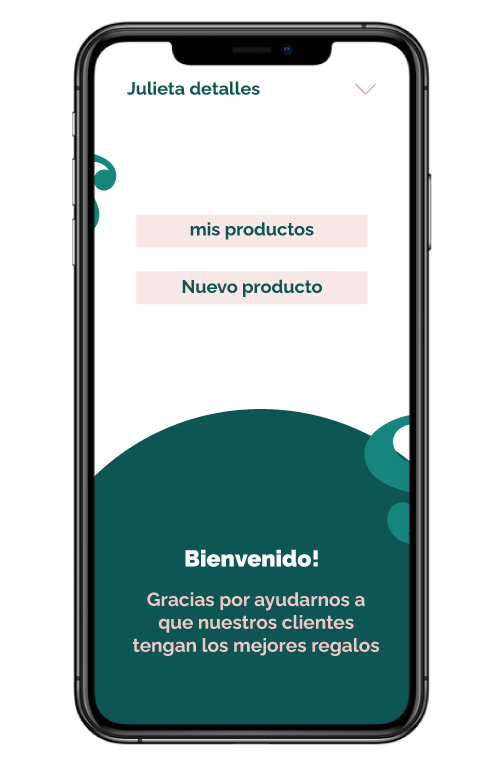 Julieta detalles
mis productos
Nuevo producto
Bienvenido!
Gracias por ayudarnos a
que nuestros clientes
tengan los mejores regalos